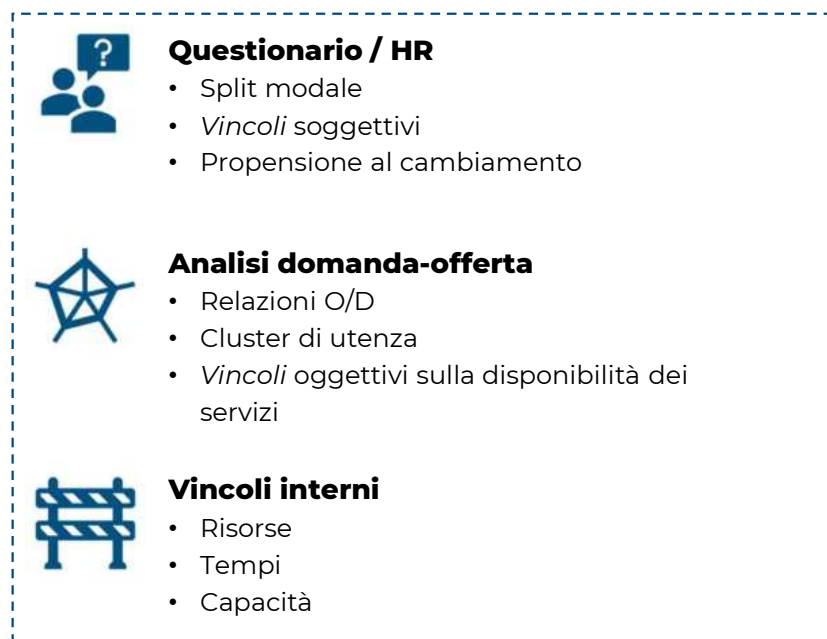 ?
Questionario / HR
• Split modale
• Vincoli soggettivi
• Propensione al cambiamento
Analisi domanda-offerta
• Relazioni O/D
• Cluster di utenza
• Vincoli oggettivi sulla disponibilità dei
servizi
Vincoli interni
• Risorse
• Tempi
• Capacità